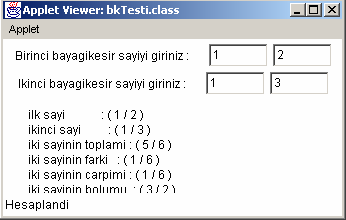 Applet Viewer: bkTesti.class
Applet
Birinci bayagikesir sayiyi giriniz : 1 2
Ikinci bayagikesir sayiyi giriniz : 1 3
ilk sayi : ( 1 / 2 )
ikinci sayi : ( 1 / 3 )
iki sayinin toplami : ( 5 / 6 )
iki sayinin farki : ( 1 / 6 )
iki sayinin carpimi : ( 1 / 6 )
iki sayinin bolumu : ( 3 / 2 )
Hesaplandi